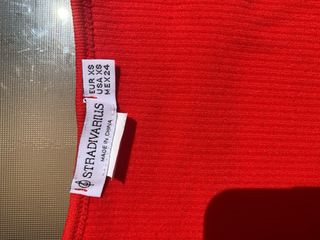 EUR XS
USA XS
MEX 24
STRADIVARIUS
MADE IN CHINA